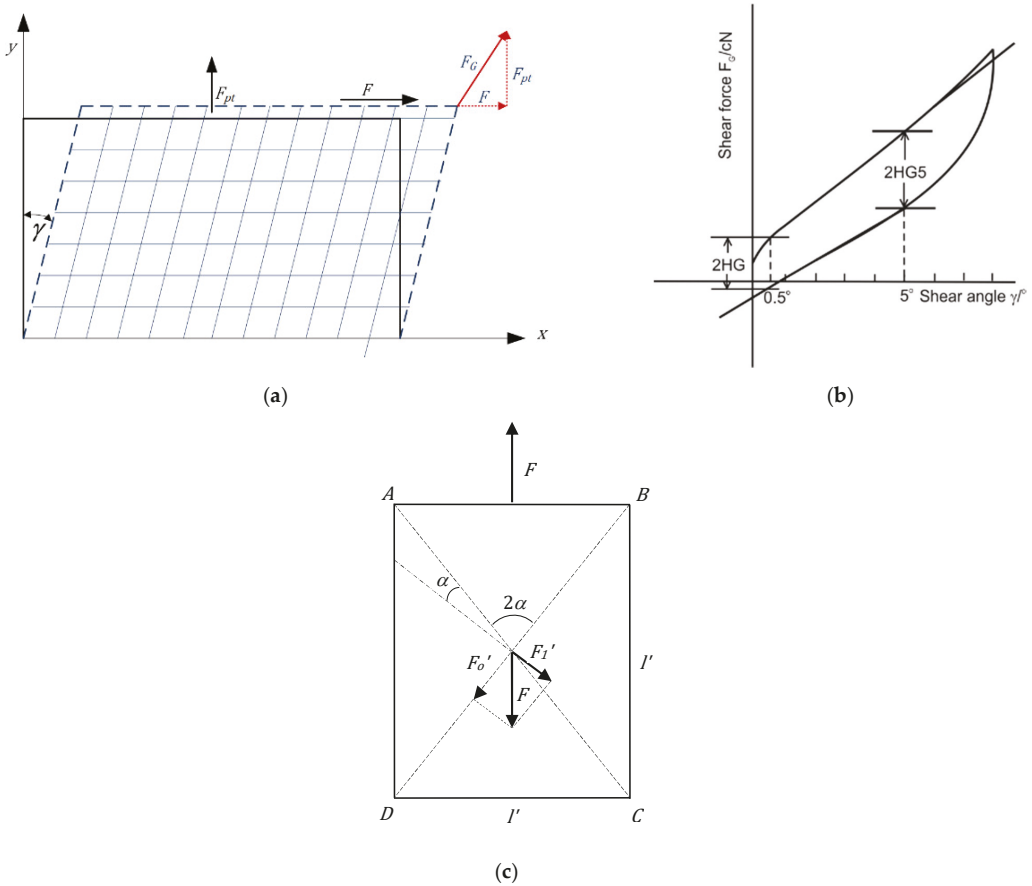 y
F_pt
F
F_G
F
F_pt
γ
x
(a)
Shear force F_G/cN
2HG5
2HG
0.5°
5°
Shear angle γ/°
(b)
F
A
B
α
2α
F_o'
F_1'
F
l'
D
l'
C
(c)